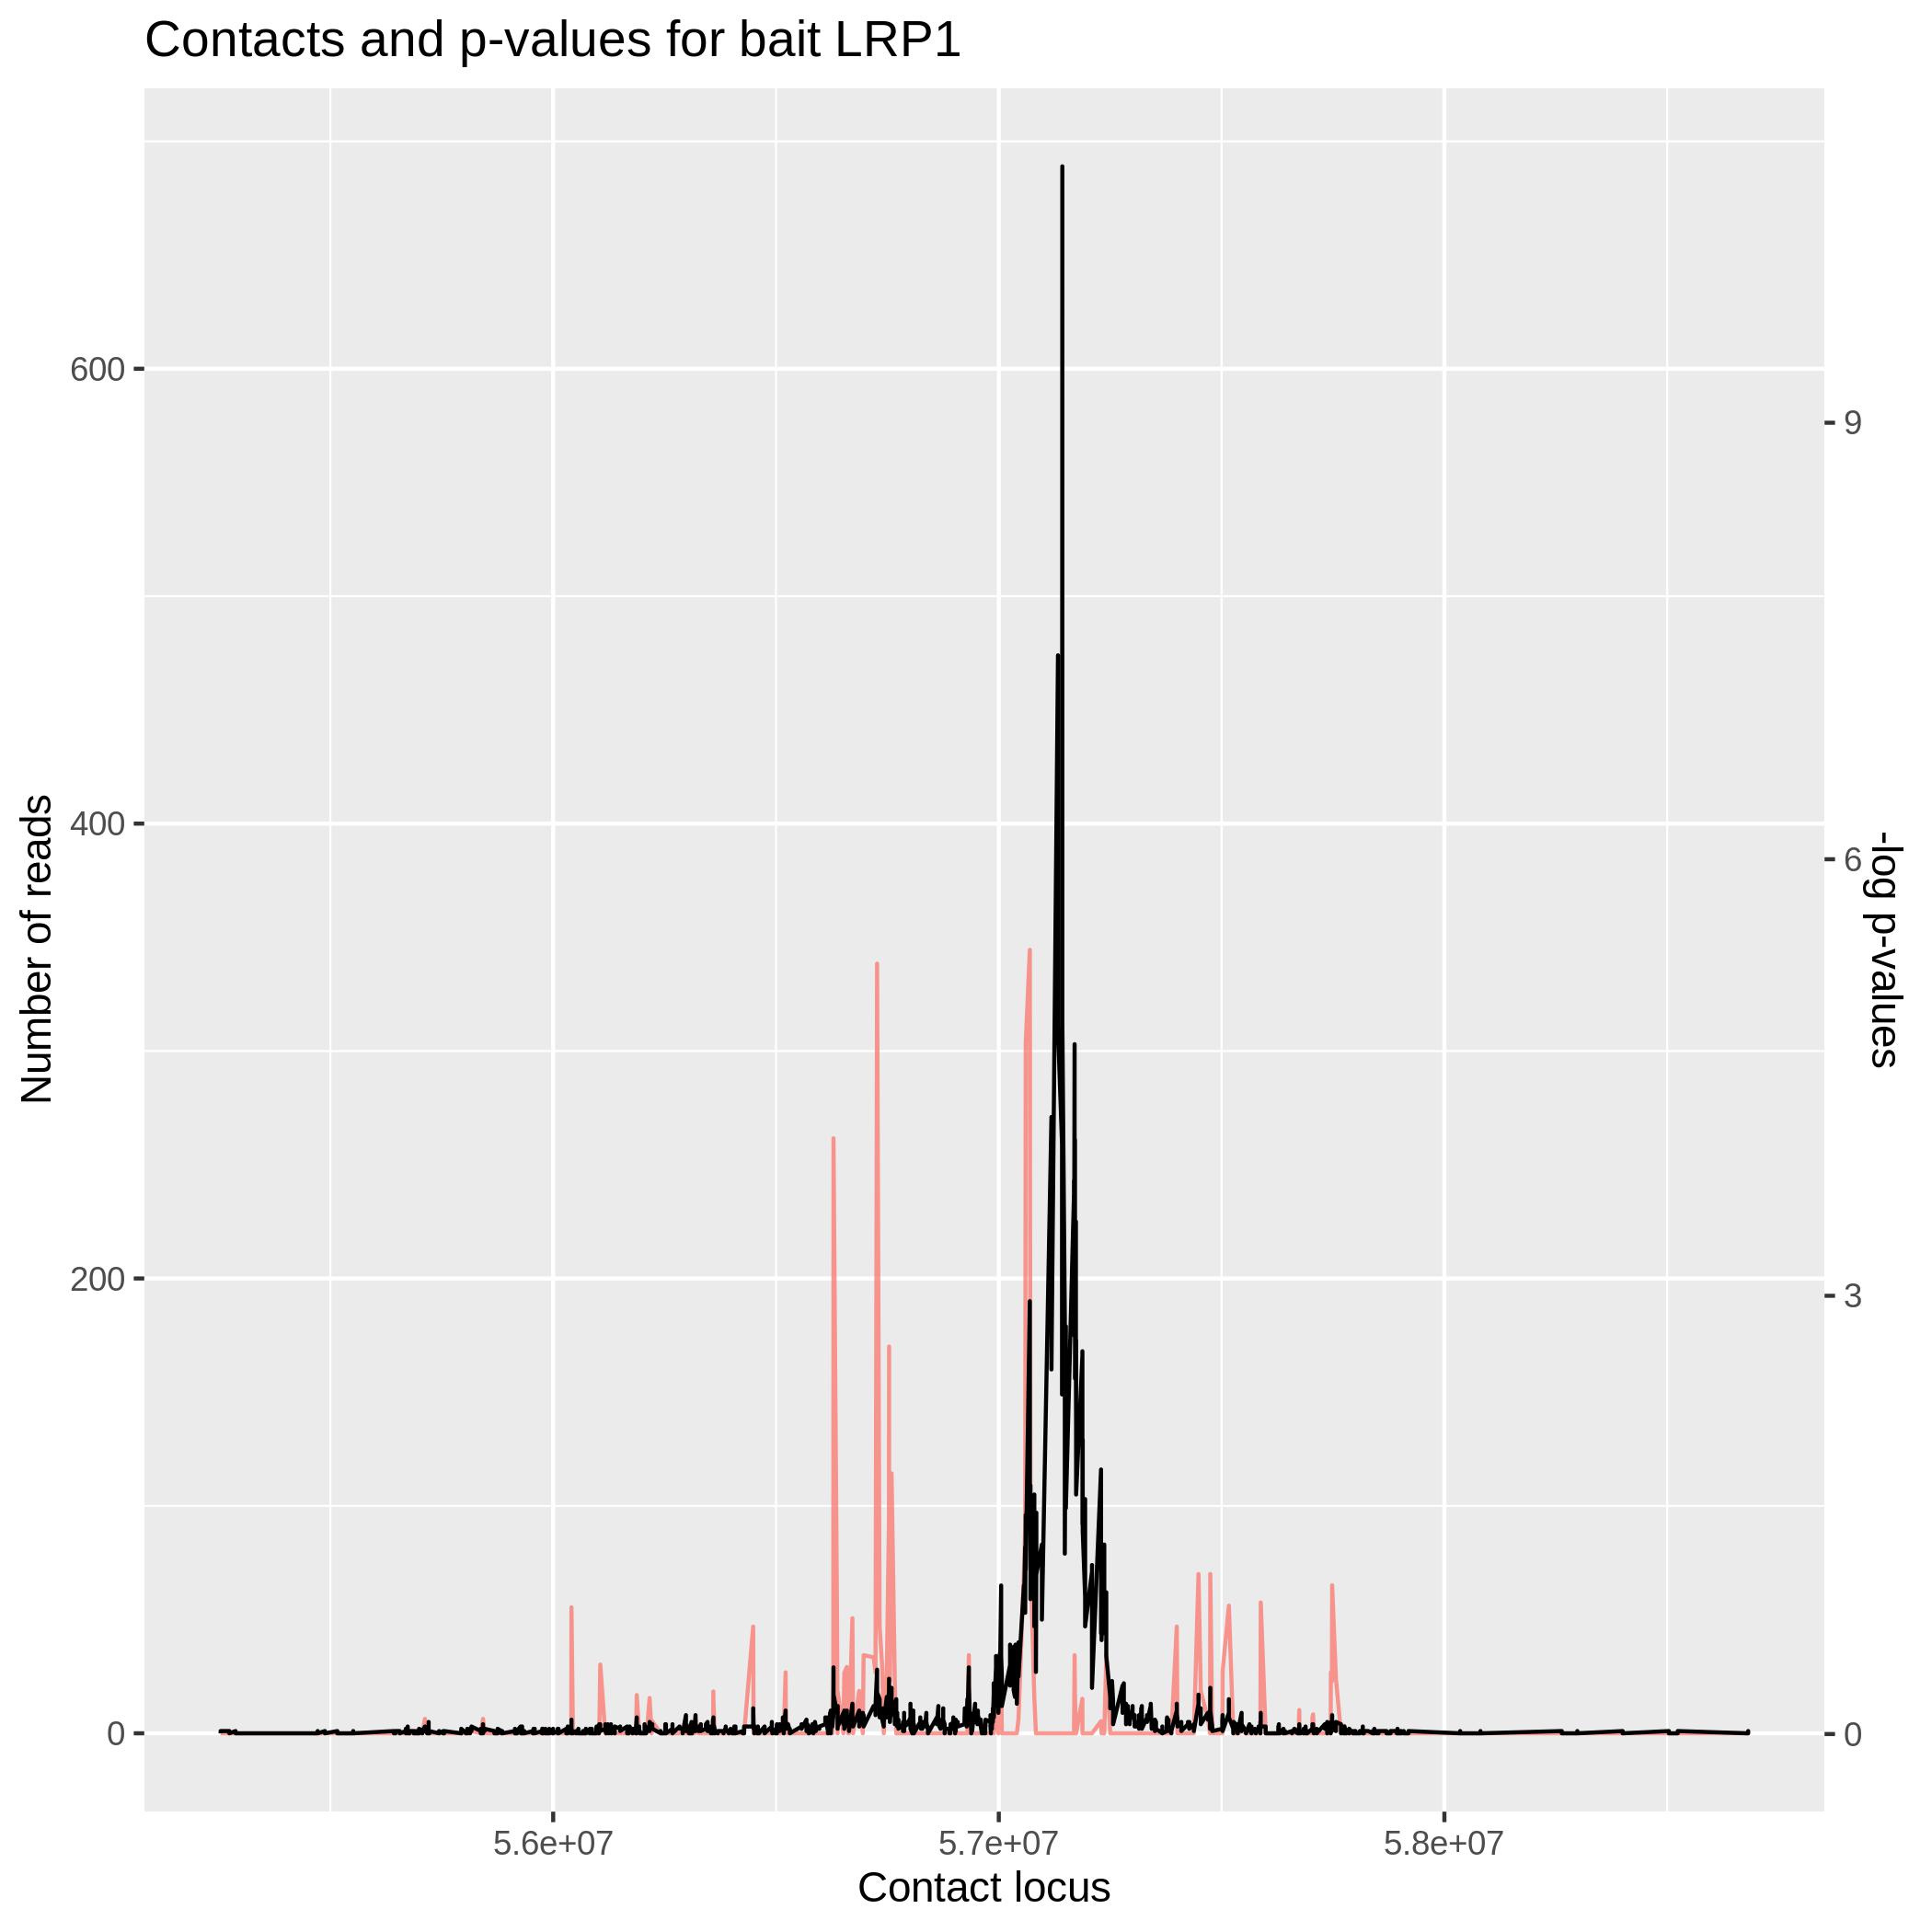 Contacts and p-values for bait LRP1
Number of reads
600
400
200
0
9
6
3
0
-log p-values
5.6e+07
5.7e+07
5.8e+07
Contact locus